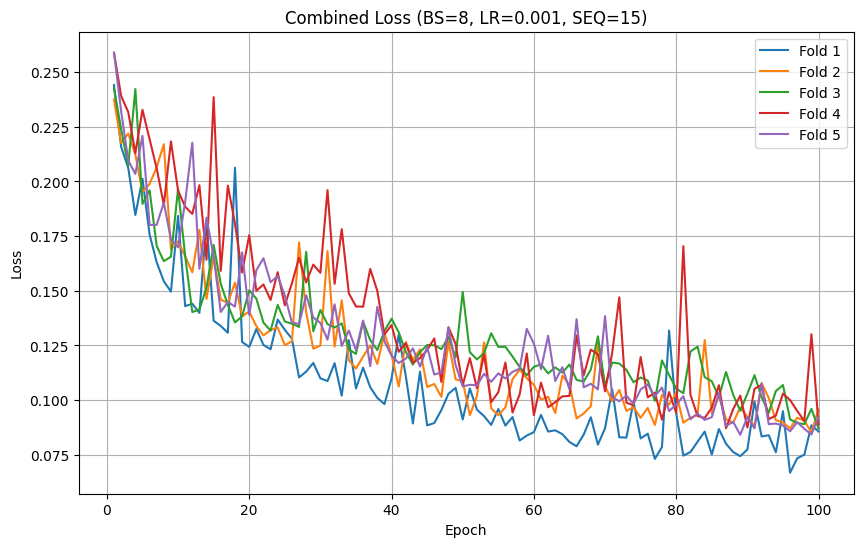 Combined Loss (BS=8, LR=0.001, SEQ=15)
Loss
0.250
0.225
0.200
0.175
0.150
0.125
0.100
0.075
Fold 1
Fold 2
Fold 3
Fold 4
Fold 5
0 20 40 60 80 100
Epoch